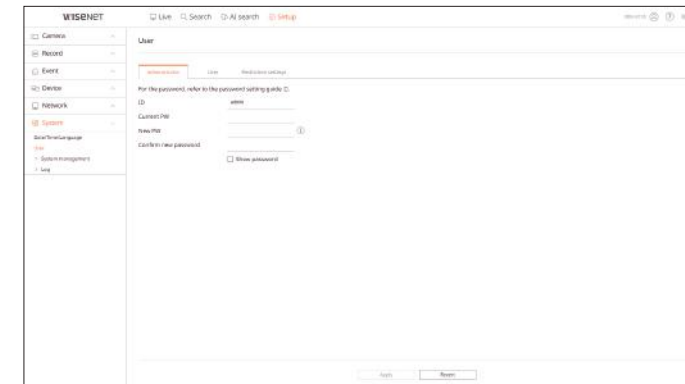 WISENET
Live Search AI search Setup
Camera
Record
Event
Device
Network
System
Date/Time/Language
User
System management
Log
User
Administrator User Restriction settings
For the password, refer to the password setting guide
ID admin
Current PW
New PW
Confirm new password
Show password
Apply Revert